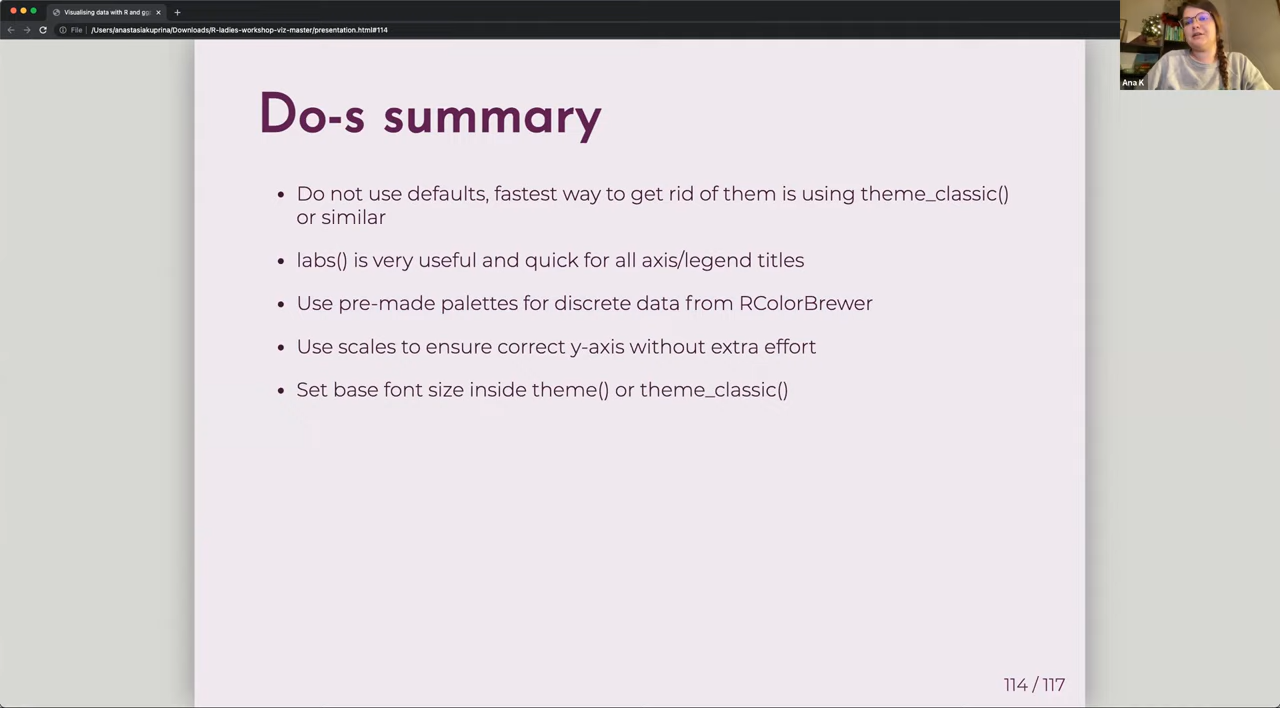 Visualising data with R and gg
File
/Users/anastasiakuprina/Downloads/R-ladies-workshop-viz-master/presentation.html#114
Ana K
Do-s summary
• Do not use defaults, fastest way to get rid of them is using theme_classic()
or similar
• labs() is very useful and quick for all axis/legend titles
• Use pre-made palettes for discrete data from RColorBrewer
• Use scales to ensure correct y-axis without extra effort
• Set base font size inside theme() or theme_classic()
114 / 117